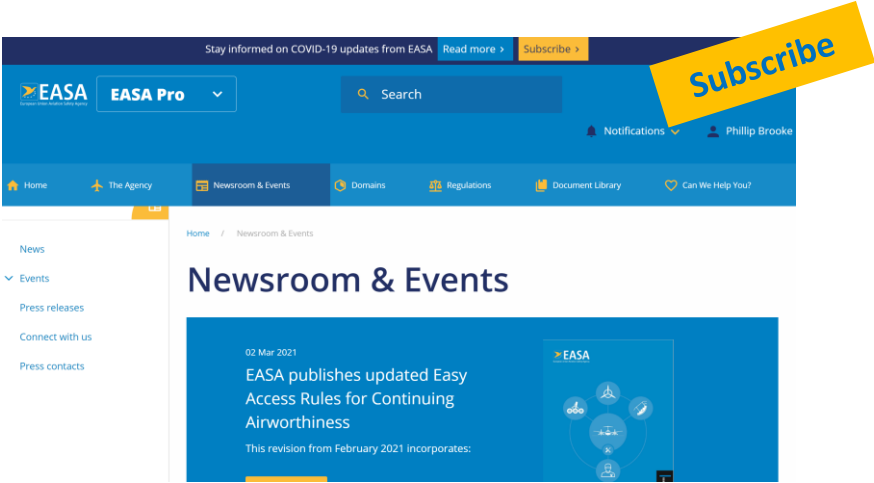 Stay informed on COVID-19 updates from EASA Read more > Subscribe >
Subscribe
EASA
European Union Aviation Safety Agency
EASA Pro
Search
Notifications
Phillip Brooke
Home The Agency Newsroom & Events Domains Regulations Document Library Can We Help You?
Home / Newsroom & Events
News
Events
Press releases
Connect with us
Press contacts
Newsroom & Events
02 Mar 2021
EASA publishes updated Easy
Access Rules for Continuing
Airworthiness
This revision from February 2021 incorporates:
EASA